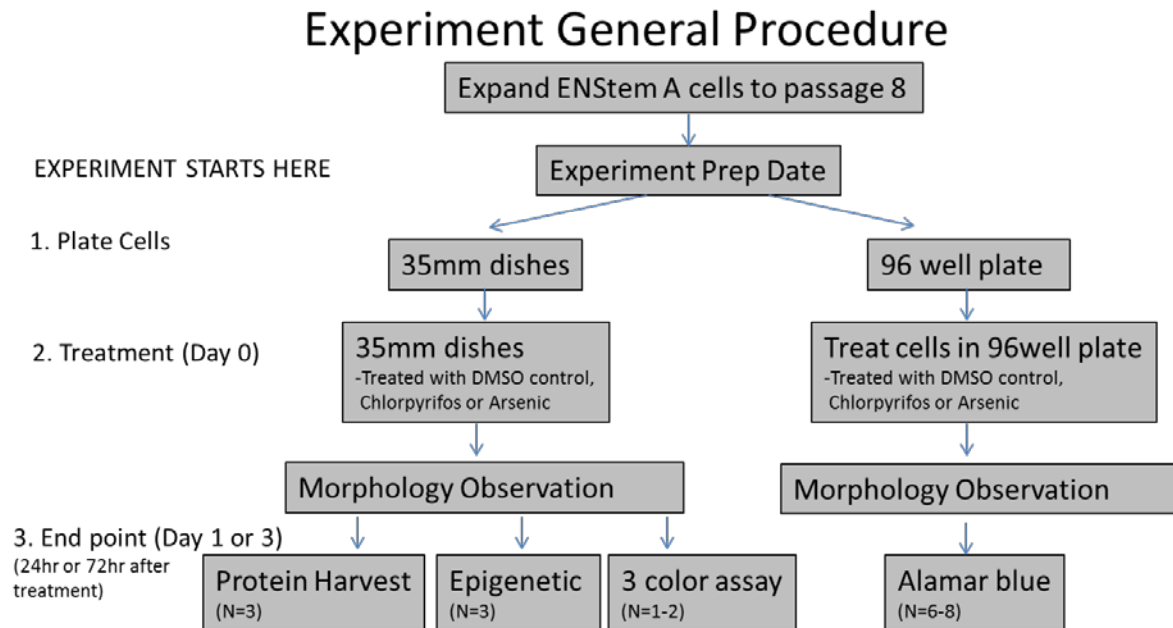 Experiment General Procedure
Expand ENStem A cells to passage 8
EXPERIMENT STARTS HERE
Experiment Prep Date
1. Plate Cells
35mm dishes
96 well plate
2. Treatment (Day 0)
35mm dishes
-Treated with DMSO control,
Chlorpyrifos or Arsenic
Treat cells in 96well plate
-Treated with DMSO control,
Chlorpyrifos or Arsenic
Morphology Observation
Morphology Observation
3. End point (Day 1 or 3)
(24hr or 72hr after
treatment)
Protein Harvest
(N=3)
Epigenetic
(N=3)
3 color assay
(N=1-2)
Alamar blue
(N=6-8)